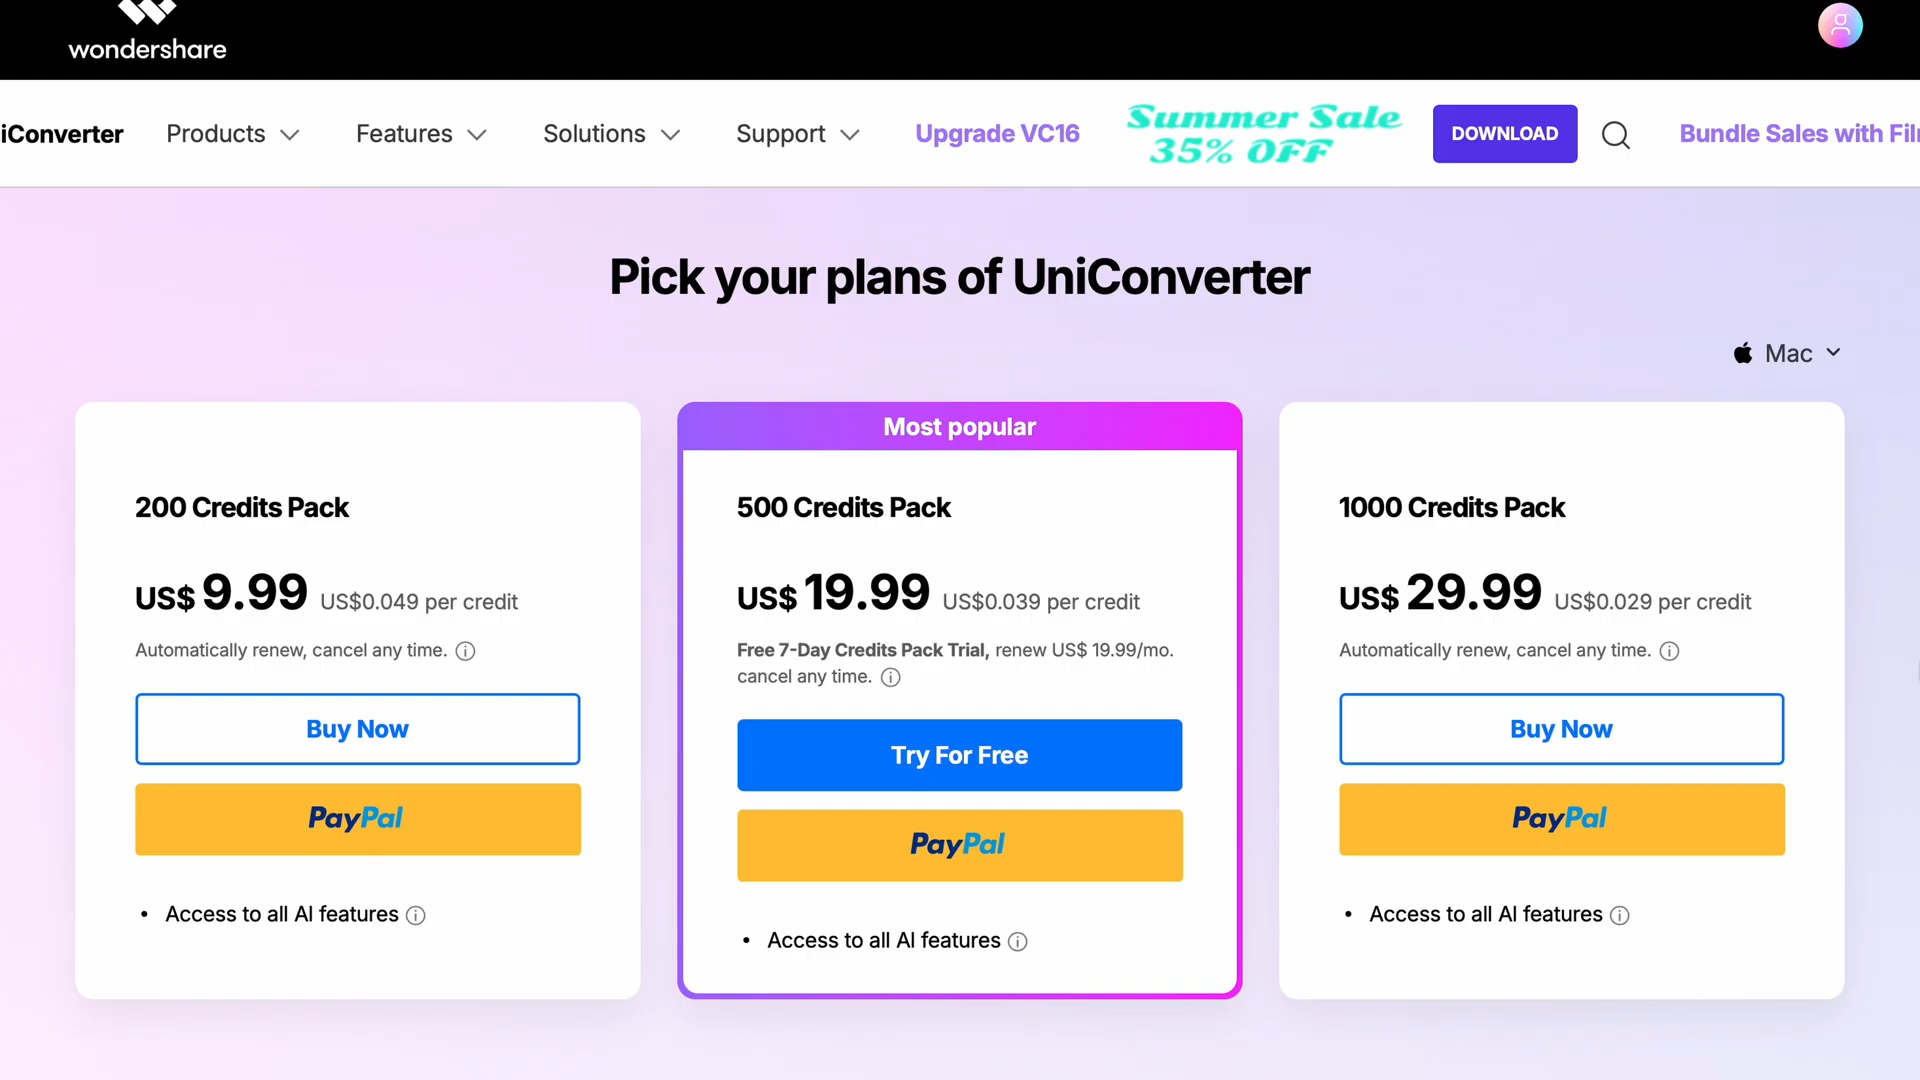 wondershare
iConverter
Products
Features
Solutions
Support
Upgrade VC16
Summer Sale
35% OFF
DOWNLOAD
Bundle Sales with Fil
Pick your plans of UniConverter
Mac
Most popular
200 Credits Pack
US$ 9.99 US$0.049 per credit
Automatically renew, cancel any time.
Buy Now
PayPal
• Access to all AI features
500 Credits Pack
US$ 19.99 US$0.039 per credit
Free 7-Day Credits Pack Trial, renew US$ 19.99/mo.
cancel any time.
Try For Free
PayPal
• Access to all AI features
1000 Credits Pack
US$ 29.99 US$0.029 per credit
Automatically renew, cancel any time.
Buy Now
PayPal
• Access to all AI features